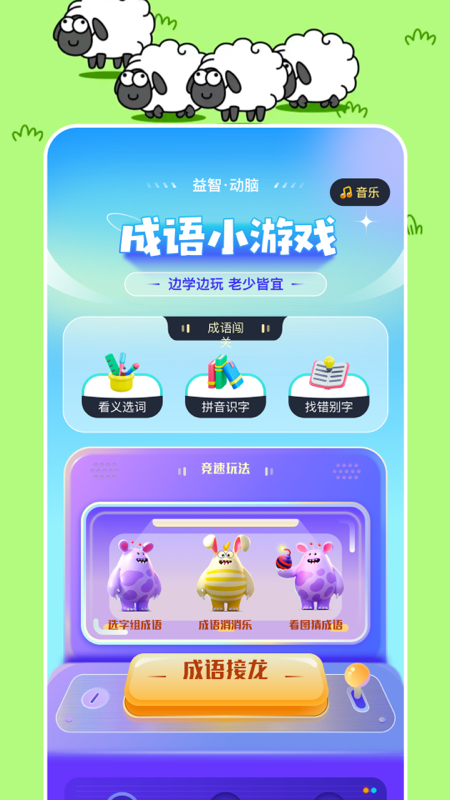 益智·动脑
音乐
成语小游戏
边学边玩 老少皆宜
成语闯
关
看义选词
拼音识字
找错别字
竞速玩法
选字组成语
成语消消乐
看图猜成语
成语接龙